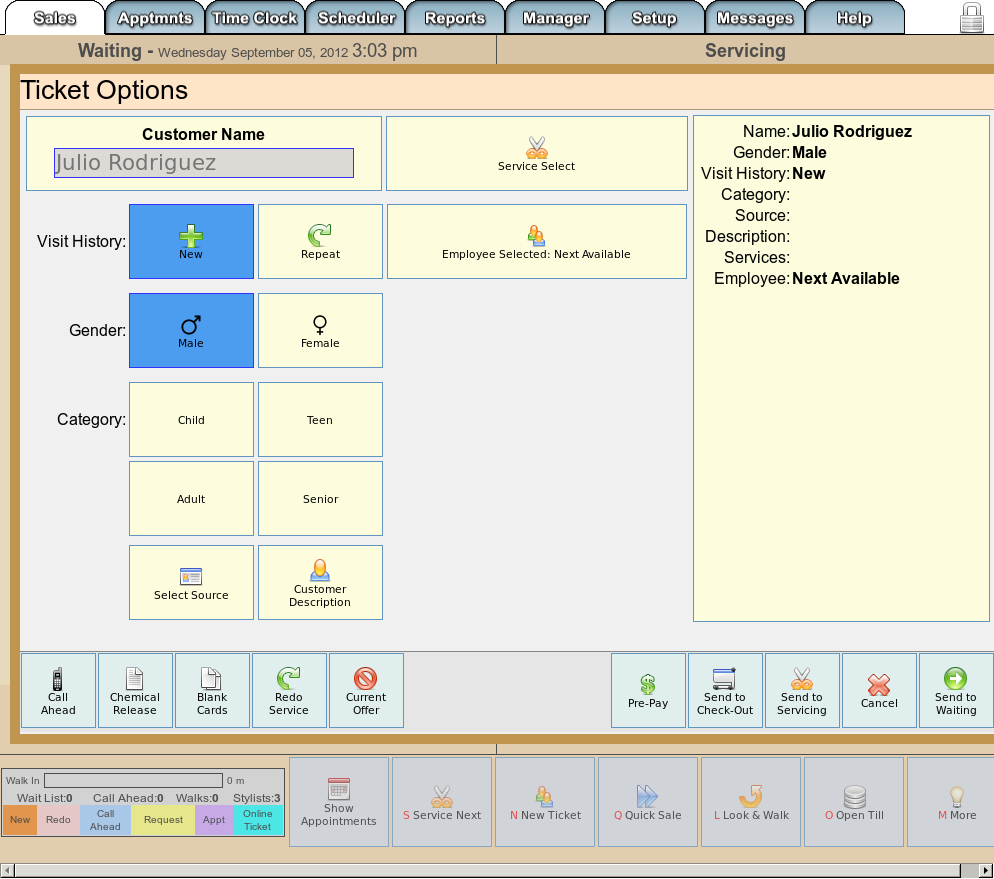 Sales Apptmnts Time Clock Scheduler Reports Manager Setup Messages Help
Waiting - Wednesday September 05, 2012 3:03 pm Servicing
Ticket Options
Customer Name
Julio Rodriguez
Service Select
Visit History:
New
Repeat
Employee Selected: Next Available
Gender:
Male
Female
Category:
Child
Teen
Adult
Senior
Select Source
Customer
Description
Name: Julio Rodriguez
Gender: Male
Visit History: New
Category:
Source:
Description:
Services:
Employee: Next Available
Call
Ahead
Chemical
Release
Blank
Cards
Redo
Service
Current
Offer
Pre-Pay
Send to
Check-Out
Send to
Servicing
Cancel
Send to
Waiting
Walk In 0 m
Wait List:0 Call Ahead:0 Walks:0 Stylists:3
New
Redo
Call
Ahead
Request
Appt
Online
Ticket
Show
Appointments
S Service Next
N New Ticket
Q Quick Sale
L Look & Walk
O Open Till
M More